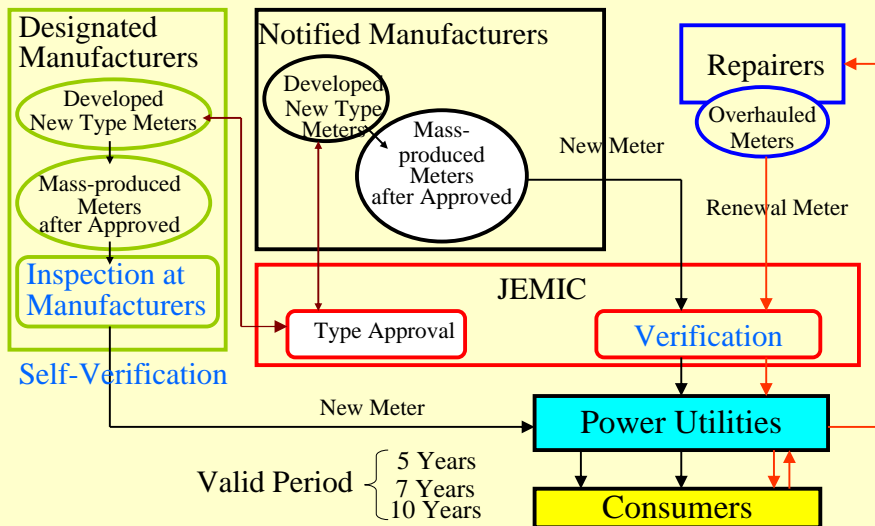 Designated
Manufacturers
Developed
New Type Meters
Mass-produced
Meters
after Approved
Inspection at
Manufacturers
Self-Verification
Notified Manufacturers
Developed
New Type
Meters
Mass-
produced
Meters
after Approved
New Meter
Repairers
Overhauled
Meters
Renewal Meter
JEMIC
Type Approval
Verification
New Meter
Power Utilities
Valid Period
5 Years
7 Years
10 Years
Consumers